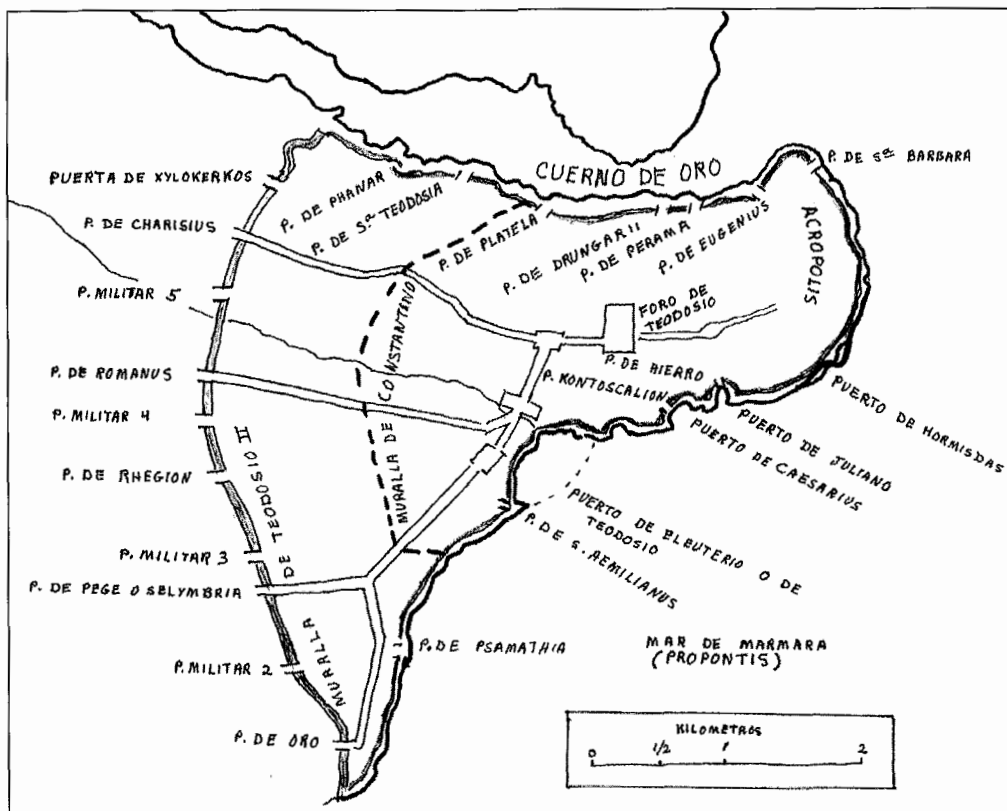 CUERNO DE ORO
P. DE Sª BARBARA
PUERTA DE XYLOKERKOS
P. DE PHANAR
P. DE Sª TEODOSIA
P. DE CHARISIUS
P. DE PLATELA
P. DE DRUNGARII
P. DE PERAMA
P. DE EUGENIUS
ACROPOLIS
P. MILITAR 5
MURALLA DE CONSTANTINO
FORO DE
TEODOSIO
P. DE HIERRO
P. KONTOSCALION
P. DE ROMANUS
PUERTO DE HORMISDAS
PUERTO DE JULIANO
PUERTO DE CAESARIUS
P. MILITAR 4
P. DE RHEGION
PUERTO DE ELEUTERIO O DE
TEODOSIO
P. DE S. AEMILIANUS
P. MILITAR 3
P. DE PEGE O SELYMBRIA
MURALLA DE TEODOSIO II
P. DE PSAMATHIA
MAR DE MARMARA
(PROPONTIS)
P. MILITAR 2
P. DE ORO
KILOMETROS
0 1/2 1 2